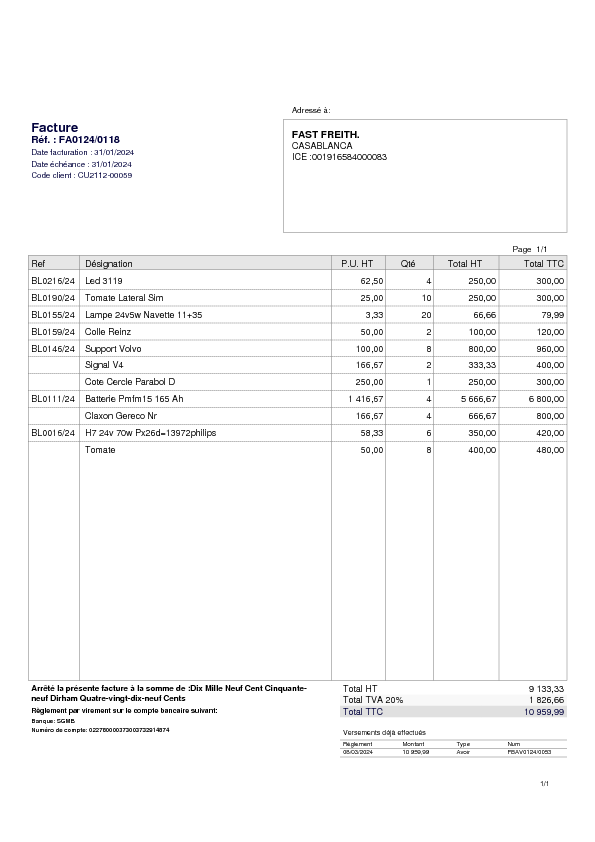 Adressé à:
Facture
Réf. : FA0124/0118
Date facturation : 31/01/2024
Date échéance : 31/01/2024
Code client : CU2112-00059
FAST FREITH.
CASABLANCA
ICE :001916584000083
Page 1/1
Ref Désignation P.U. HT Qté Total HT Total TTC
BL0216/24 Led 3119 62,50 4 250,00 300,00
BL0190/24 Tomate Lateral Sim 25,00 10 250,00 300,00
BL0155/24 Lampe 24v5w Navette 11+35 3,33 20 66,66 79,99
BL0159/24 Colle Reinz 50,00 2 100,00 120,00
BL0146/24 Support Volvo 100,00 8 800,00 960,00
Signal V4 166,67 2 333,33 400,00
Cote Cercle Parabol D 250,00 1 250,00 300,00
BL0111/24 Batterie Pmfm15 165 Ah 1 416,67 4 5 666,67 6 800,00
Claxon Gereco Nr 166,67 4 666,67 800,00
BL0016/24 H7 24v 70w Px26d=13972philips 58,33 6 350,00 420,00
Tomate 50,00 8 400,00 480,00
Arrêté la présente facture à la somme de :Dix Mille Neuf Cent Cinquante-
neuf Dirham Quatre-vingt-dix-neuf Cents
Règlement par virement sur le compte bancaire suivant:
Banque: SGMB
Numéro de compte:
Total HT 9 133,33
Total TVA 20% 1 826,66
Total TTC 10 959,99
Versements déjà effectués
Règlement Montant Type Num
08/03/2024 10 959,99 Avoir
1/1